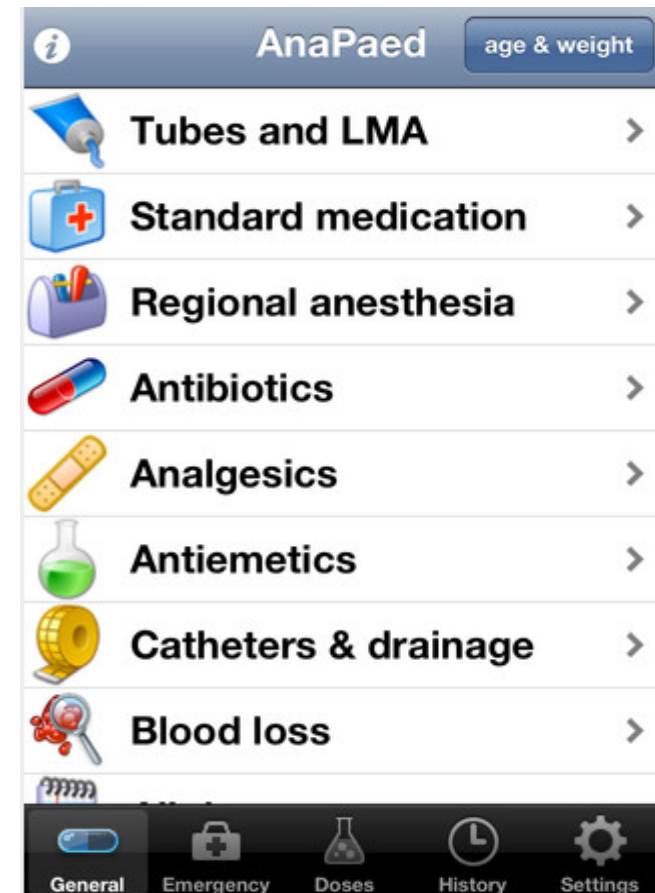 AnaPaed
age & weight
Tubes and LMA
Standard medication
Regional anesthesia
Antibiotics
Analgesics
Antiemetics
Catheters & drainage
Blood loss
General
Emergency
Doses
History
Settings